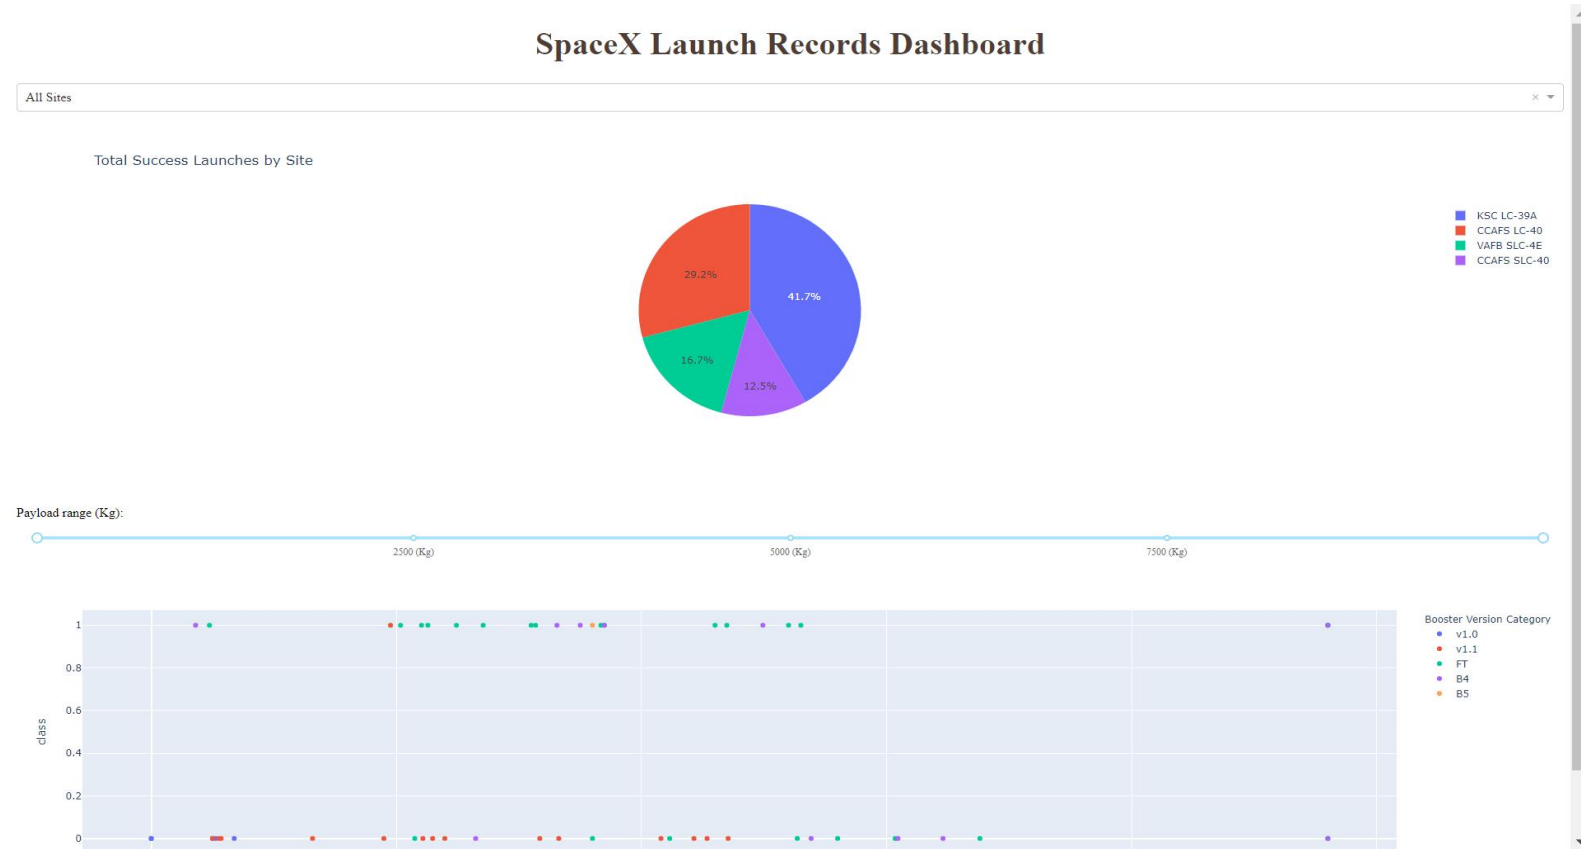 SpaceX Launch Records Dashboard
All Sites
Total Success Launches by Site
KSC LC-39A
CCAFS LC-40
VAFB SLC-4E
CCAFS SLC-40
29.2%
41.7%
16.7%
12.5%
Payload range (Kg):
2500 (Kg)
5000 (Kg)
7500 (Kg)
Booster Version Category
v1.0
v1.1
FT
B4
B5
class
1
0.8
0.6
0.4
0.2
0